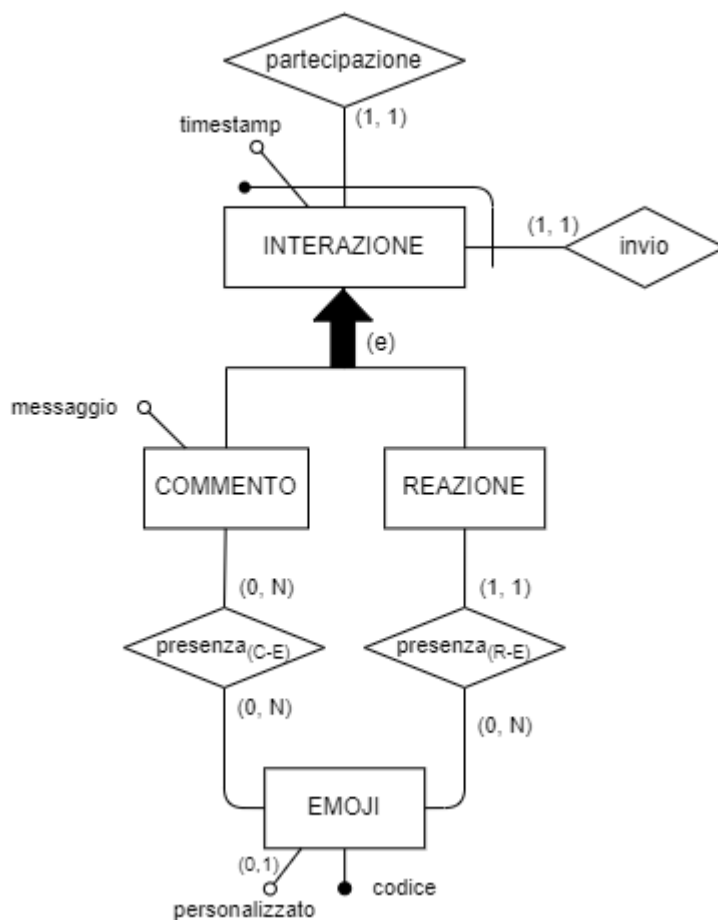 partecipazione
(1, 1)
timestamp
INTERAZIONE
(1, 1)
invio
(e)
messaggio
COMMENTO
REAZIONE
(0, N)
(1, 1)
presenza(C-E)
presenza(R-E)
(0, N)
(0, N)
EMOJI
(0,1)
codice
personalizzato